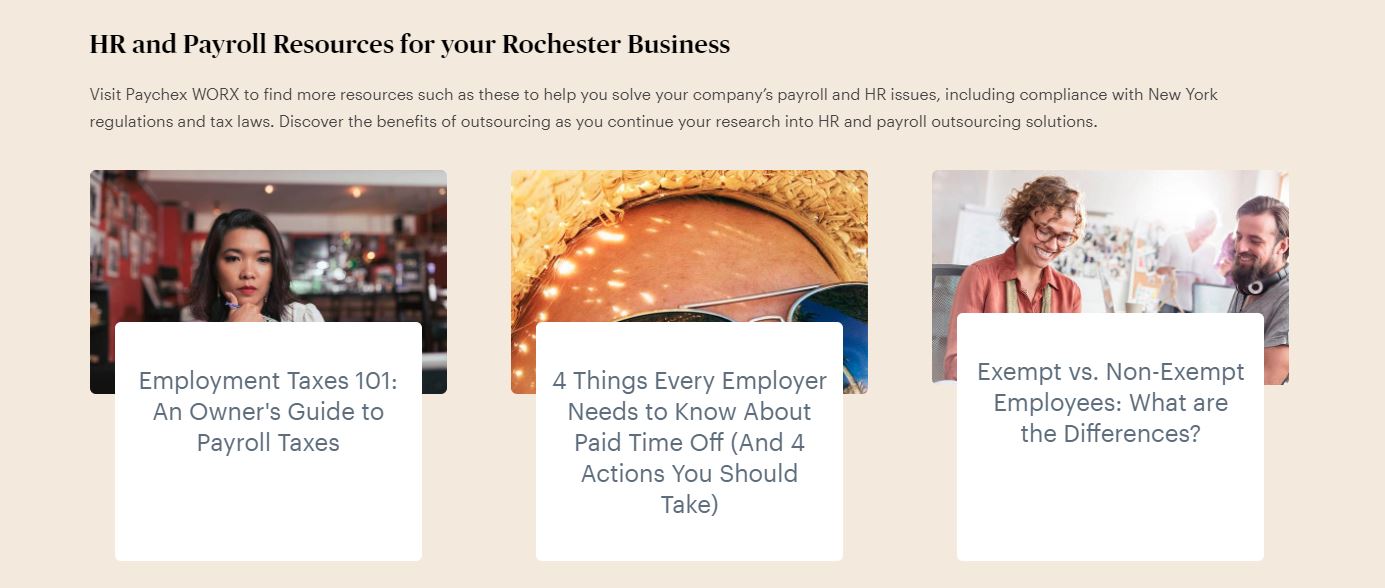 HR and Payroll Resources for your Rochester Business
Visit Paychex WORX to find more resources such as these to help you solve your company’s payroll and HR issues, including compliance with New York
regulations and tax laws. Discover the benefits of outsourcing as you continue your research into HR and payroll outsourcing solutions.
Employment Taxes 101:
An Owner's Guide to
Payroll Taxes
4 Things Every Employer
Needs to Know About
Paid Time Off (And 4
Actions You Should
Take)
Exempt vs. Non-Exempt
Employees: What are
the Differences?